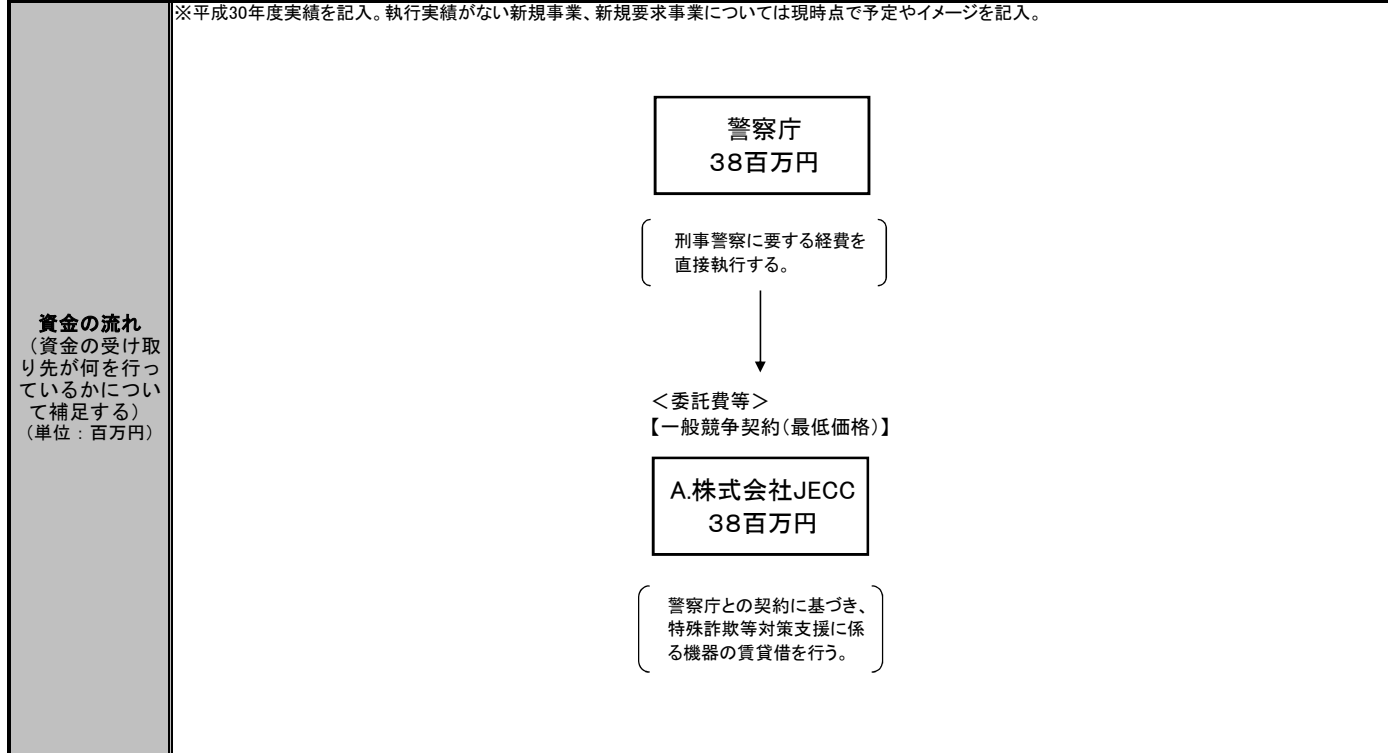 ※平成30年度実績を記入。執行実績がない新規事業、新規要求事業については現時点で予定やイメージを記入。
資金の流れ
（資金の受け取
り先が何を行っ
ているかについ
て補足する）
（単位：百万円）
警察庁
３８百万円
刑事警察に要する経費を
直接執行する。
＜委託費等＞
【一般競争契約（最低価格）】
A.株式会社JECC
３８百万円
警察庁との契約に基づき、
特殊詐欺等対策支援に係
る機器の賃貸借を行う。